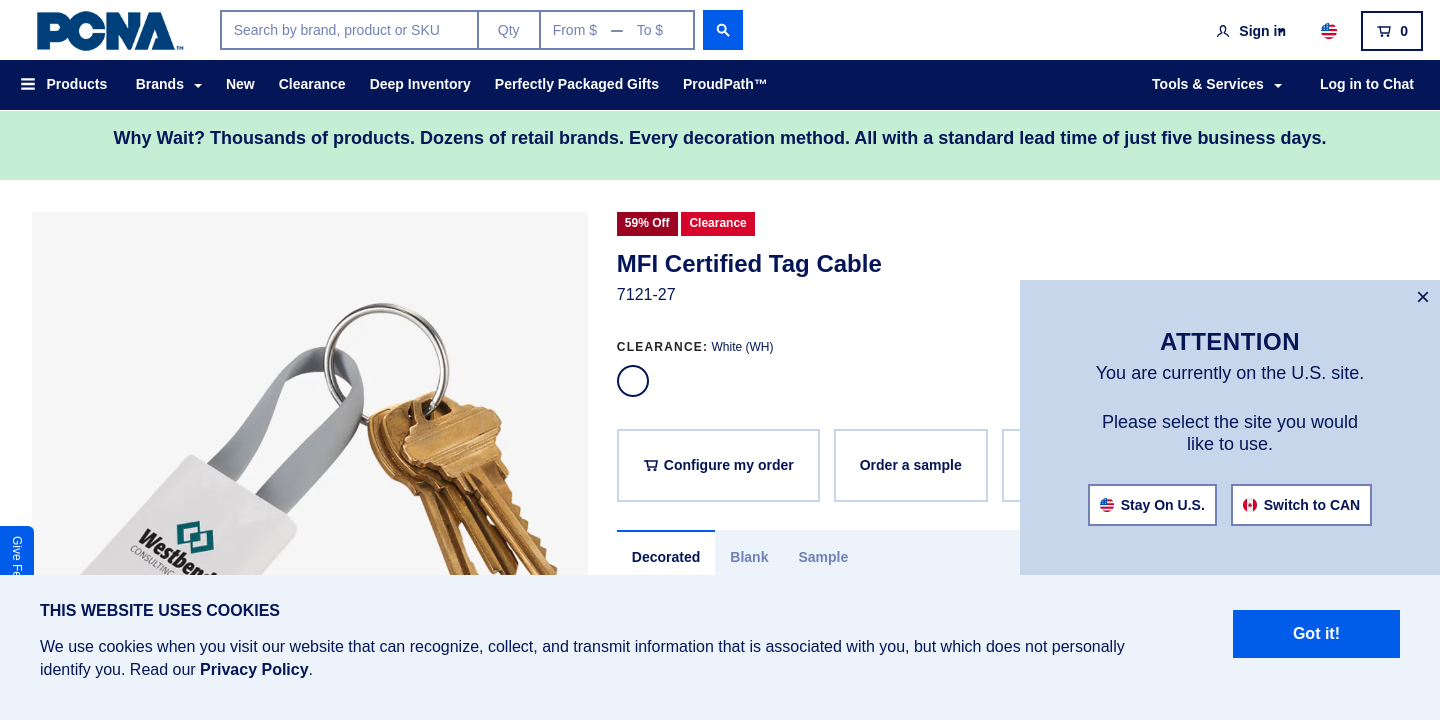 PCNA™
Search by brand, product or SKU
Qty
From $ — To $
Sign in
0
Products
Brands
New
Clearance
Deep Inventory
Perfectly Packaged Gifts
ProudPath™
Tools & Services
Log in to Chat
Why Wait? Thousands of products. Dozens of retail brands. Every decoration method. All with a standard lead time of just five business days.
59% Off
Clearance
MFI Certified Tag Cable
7121-27
CLEARANCE: White (WH)
Configure my order
Order a sample
Decorated
Blank
Sample
CONSULTING
Give
ATTENTION
You are currently on the U.S. site.
Please select the site you would
like to use.
Stay On U.S.
Switch to CAN
THIS WEBSITE USES COOKIES
We use cookies when you visit our website that can recognize, collect, and transmit information that is associated with you, but which does not personally
identify you. Read our Privacy Policy.
Got it!